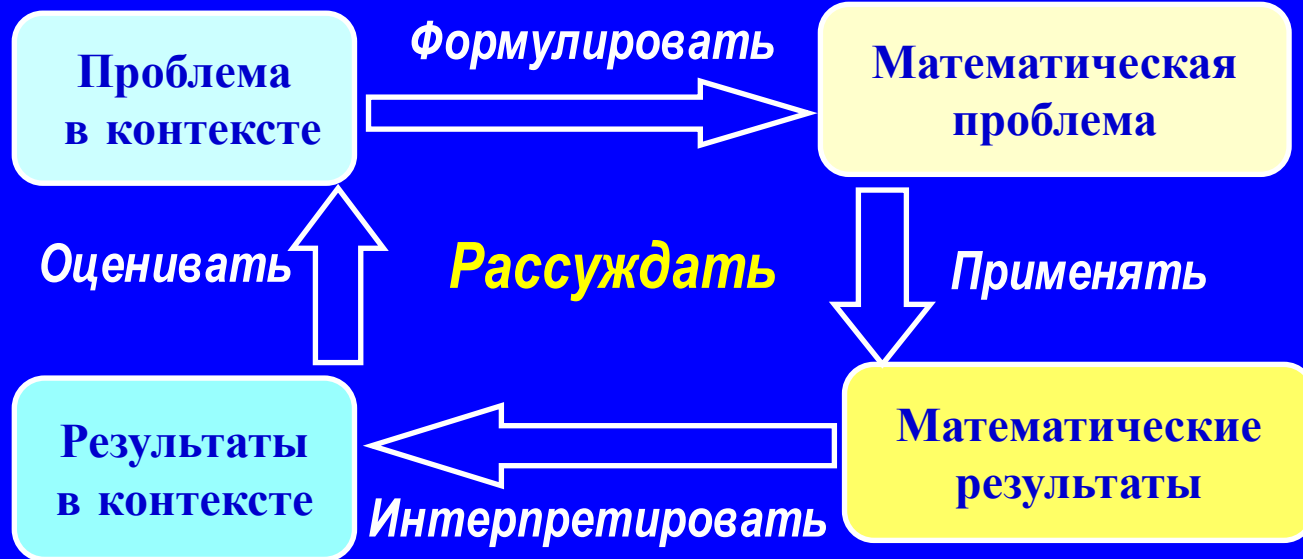 Проблема
в контексте
Формулировать
Математическая
проблема
Оценивать
Рассуждать
Применять
Результаты
в контексте
Интерпретировать
Математические
результаты